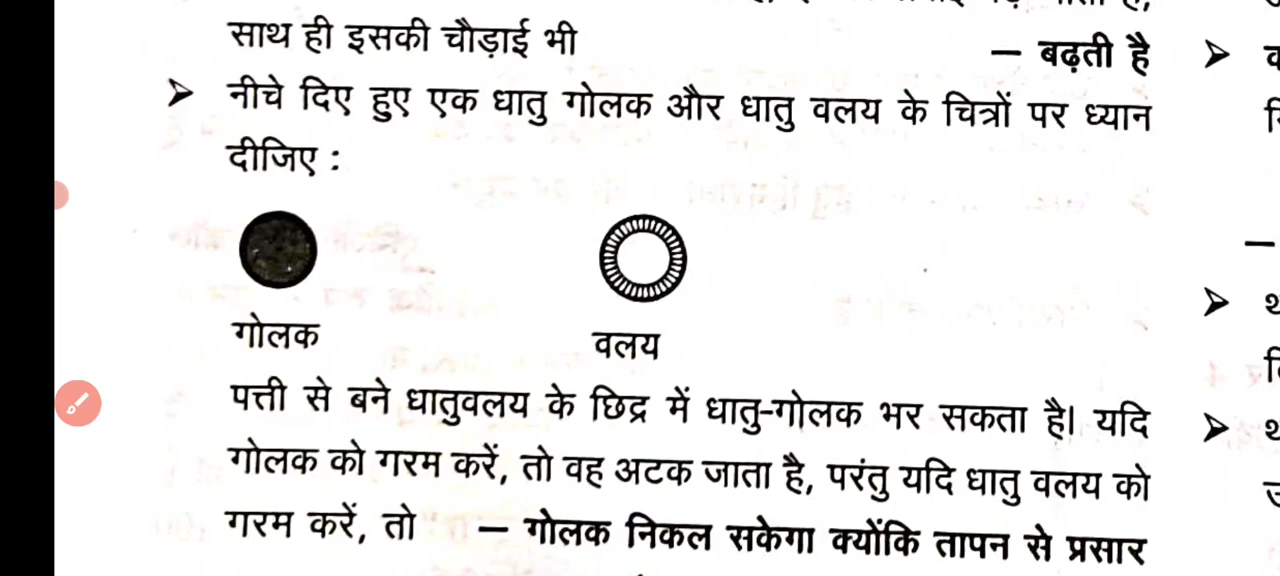 साथ ही इसकी चौड़ाई भी — बढ़ती है
➤ नीचे दिए हुए एक धातु गोलक और धातु वलय के चित्रों पर ध्यान
दीजिए :
गोलक वलय
पत्ती से बने धातुवलय के छिद्र में धातु-गोलक भर सकता है। यदि
गोलक को गरम करें, तो वह अटक जाता है, परंतु यदि धातु वलय को
गरम करें, तो — गोलक निकल सकेगा क्योंकि तापन से प्रसार